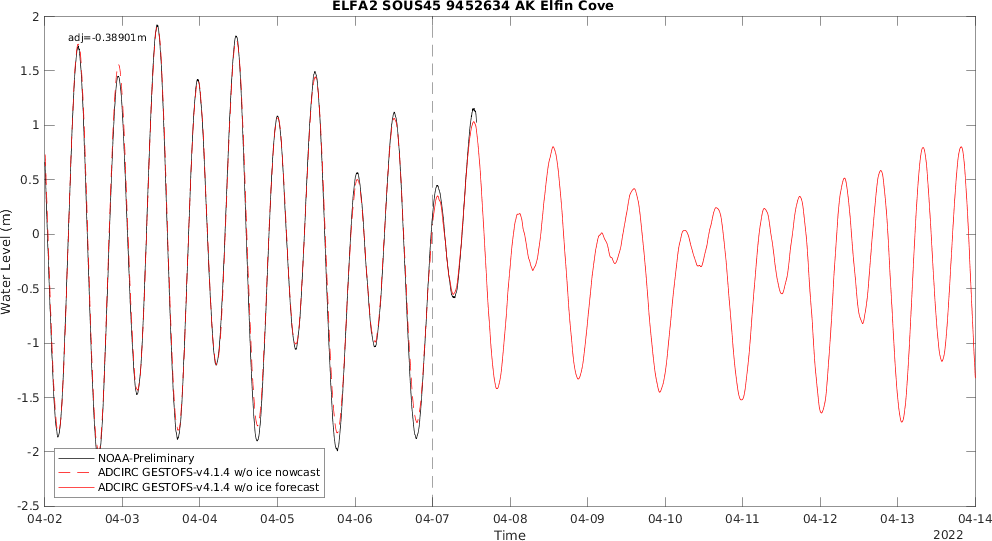 ELFA2 SOUS45 9452634 AK Elfin Cove
adj=-0.38901m
2
1.5
1
0.5
0
-0.5
-1
-1.5
-2
-2.5
Water Level (m)
NOAA-Preliminary
ADCIRC GESTOFS-v4.1.4 w/o ice nowcast
ADCIRC GESTOFS-v4.1.4 w/o ice forecast
04-02 04-03 04-04 04-05 04-06 04-07 04-08 04-09 04-10 04-11 04-12 04-13 04-14
Time
2022